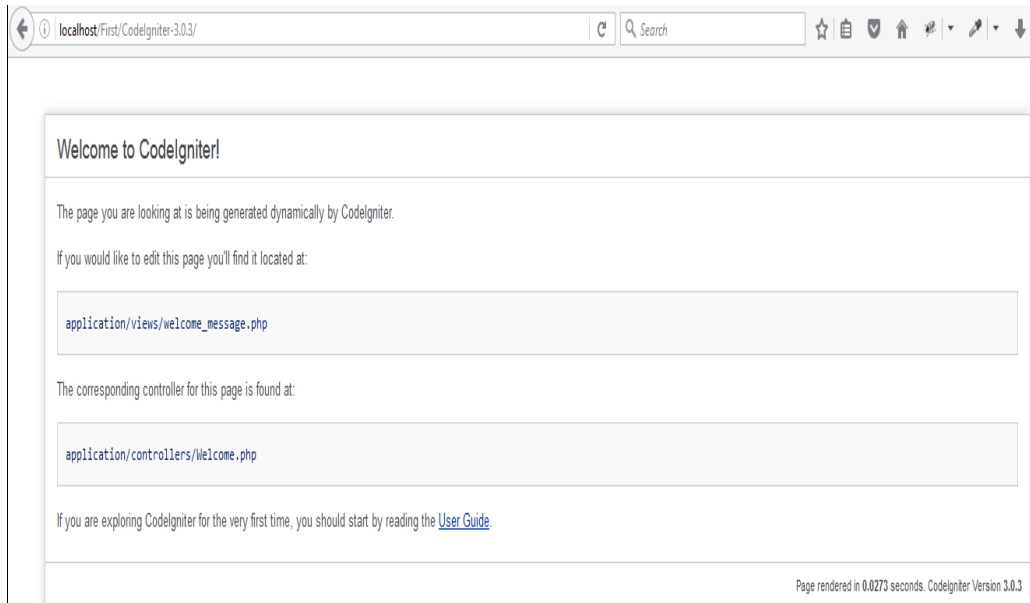 localhost/First/CodeIgniter-3.0.3/
Search
Welcome to CodeIgniter!
The page you are looking at is being generated dynamically by CodeIgniter.
If you would like to edit this page you'll find it located at:
application/views/welcome_message.php
The corresponding controller for this page is found at:
application/controllers/Welcome.php
If you are exploring CodeIgniter for the very first time, you should start by reading the User Guide.
Page rendered in 0.0273 seconds. CodeIgniter Version 3.0.3